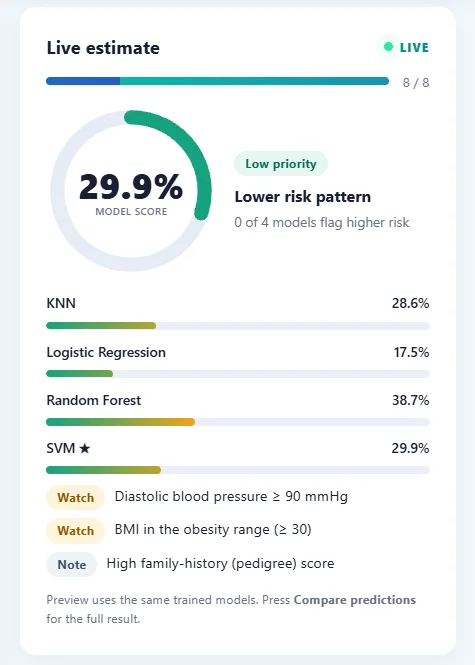 Live estimate
LIVE
8 / 8
29.9%
MODEL SCORE
Low priority
Lower risk pattern
0 of 4 models flag higher risk
KNN 28.6%
Logistic Regression 17.5%
Random Forest 38.7%
SVM ★ 29.9%
Watch Diastolic blood pressure ≥ 90 mmHg
Watch BMI in the obesity range (≥ 30)
Note High family-history (pedigree) score
Preview uses the same trained models. Press Compare predictions
for the full result.